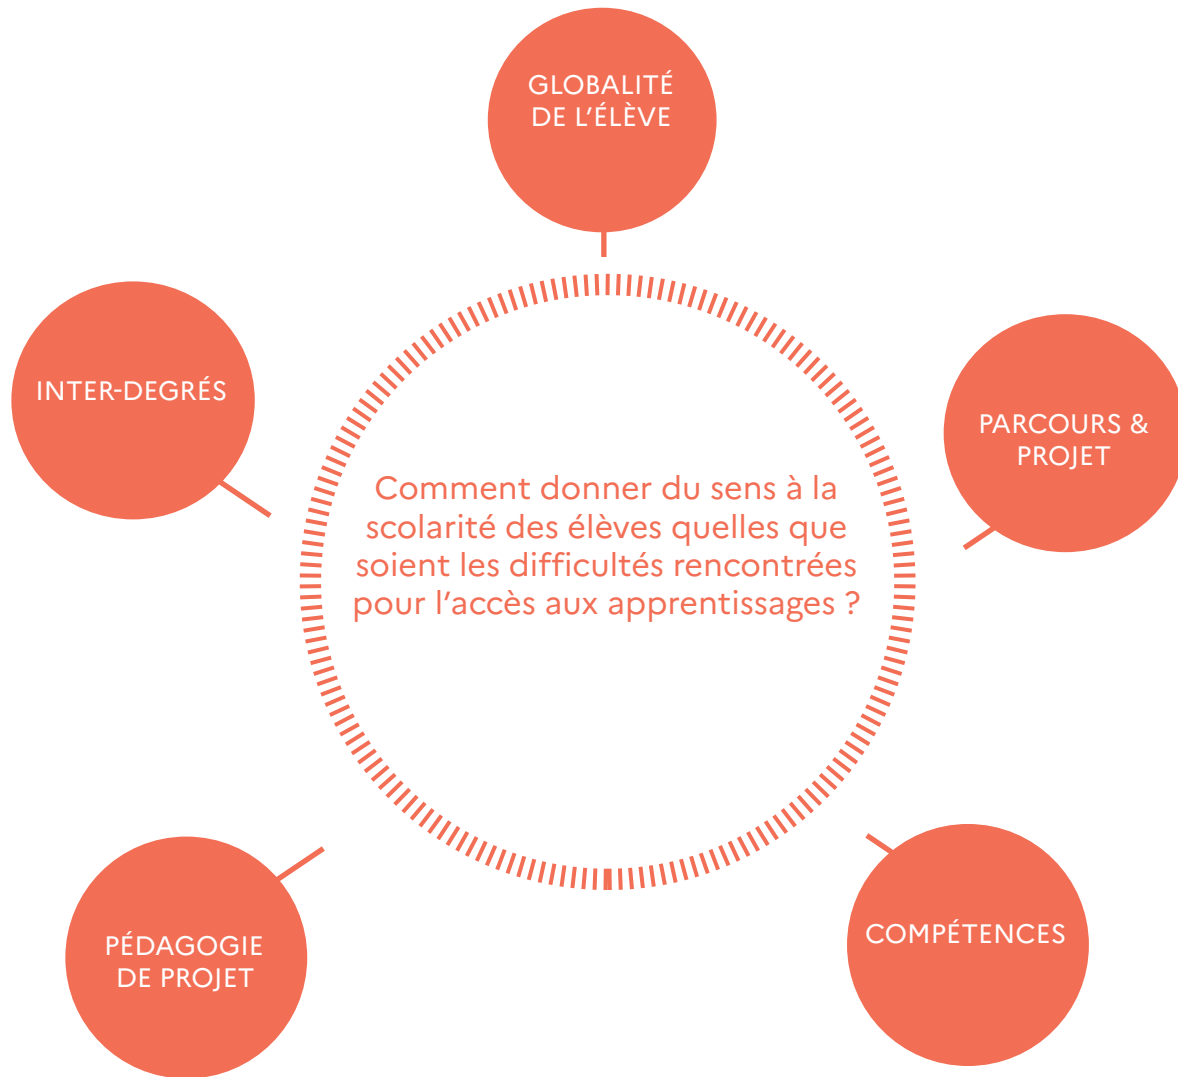 GLOBALITÉ
DE L’ÉLÈVE
INTER-DEGRÉS
PARCOURS &
PROJET
Comment donner du sens à la
scolarité des élèves quelles que
soient les difficultés rencontrées
pour l’accès aux apprentissages ?
PÉDAGOGIE
DE PROJET
COMPÉTENCES